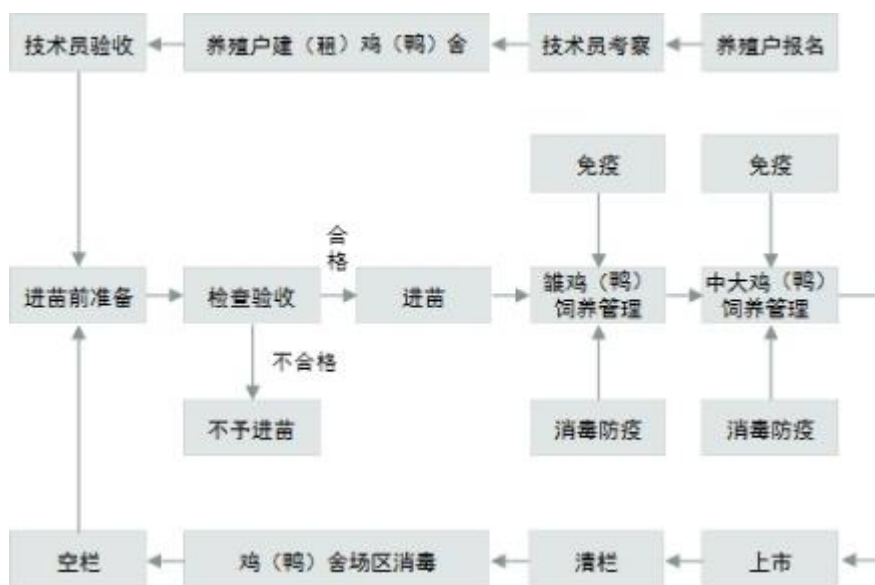 技术员验收
养殖户建（租）鸡（鸭）舍
技术员考察
养殖户报名
免疫
免疫
合
格
进苗前准备
检查验收
进苗
雏鸡（鸭）
饲养管理
中大鸡（鸭）
饲养管理
不合格
不予进苗
消毒防疫
消毒防疫
空栏
鸡（鸭）舍场区消毒
清栏
上市